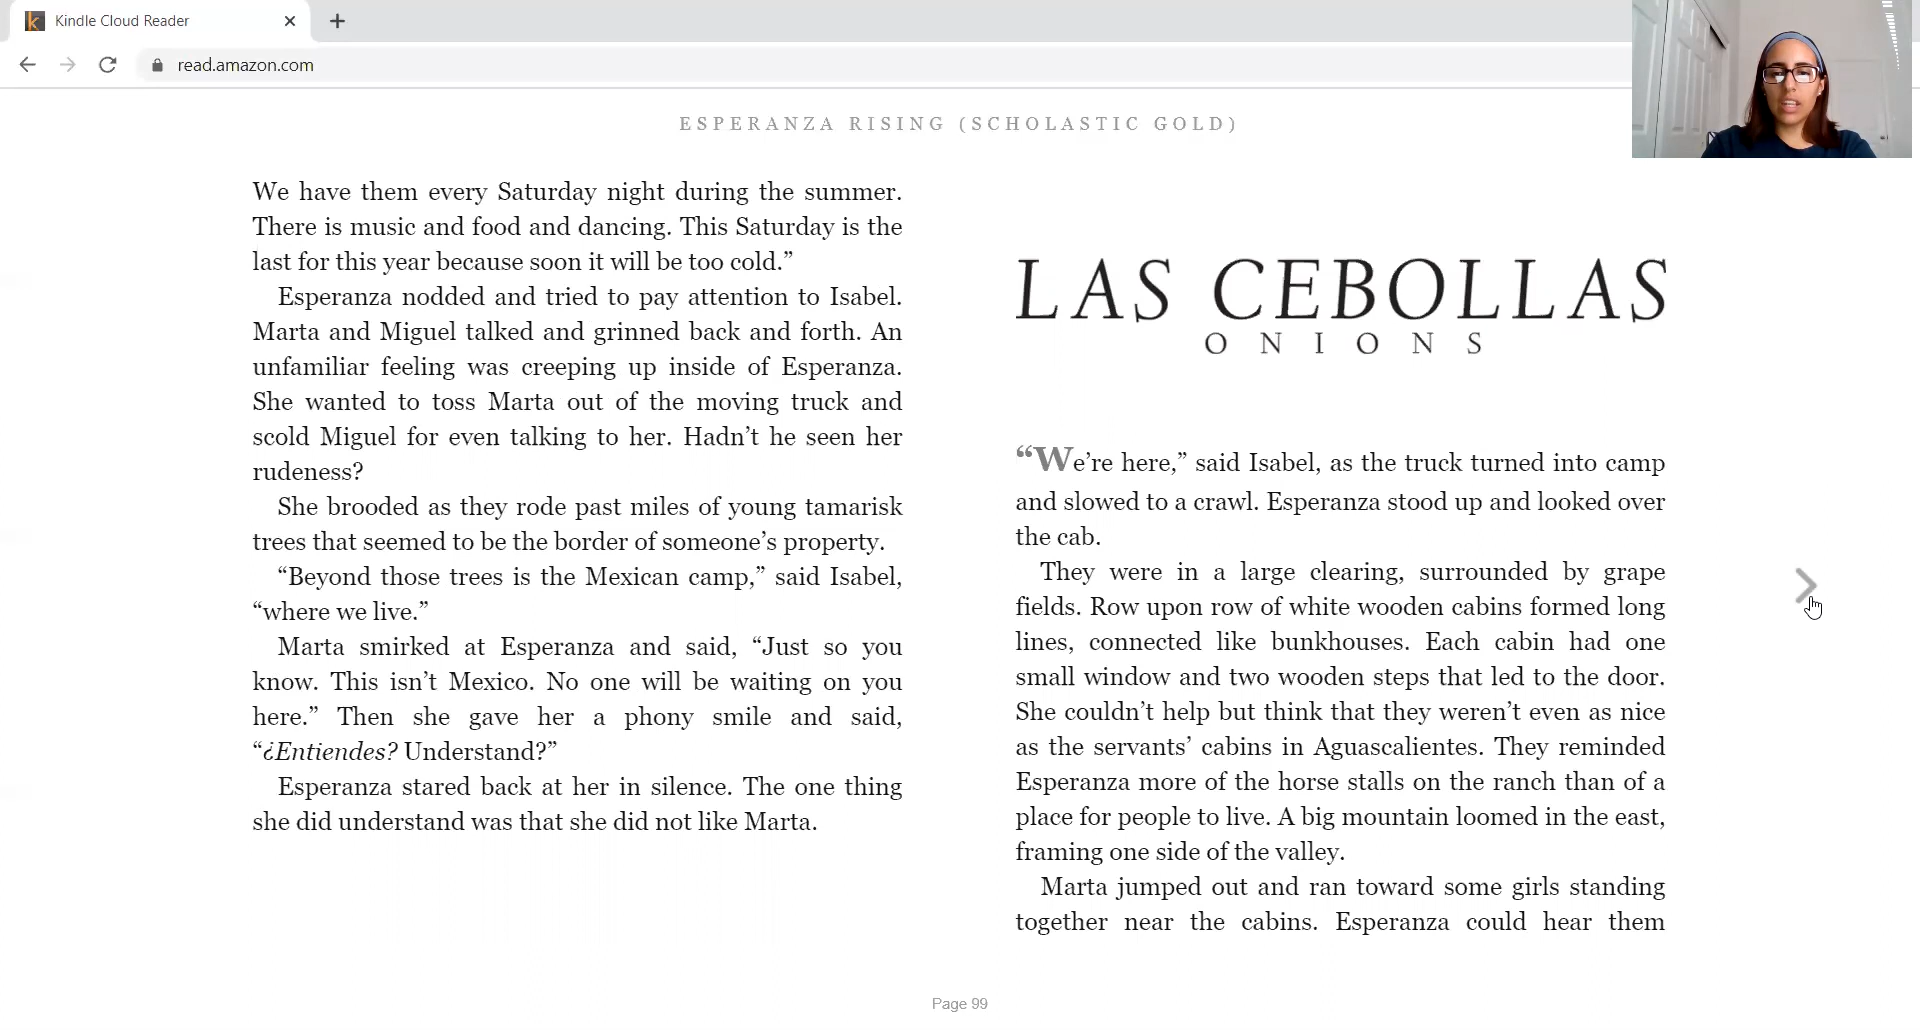 Kindle Cloud Reader
read.amazon.com
ESPERANZA RISING (SCHOLASTIC GOLD)
We have them every Saturday night during the summer.
There is music and food and dancing. This Saturday is the
last for this year because soon it will be too cold.”
Esperanza nodded and tried to pay attention to Isabel.
Marta and Miguel talked and grinned back and forth. An
unfamiliar feeling was creeping up inside of Esperanza.
She wanted to toss Marta out of the moving truck and
scold Miguel for even talking to her. Hadn’t he seen her
rudeness?
She brooded as they rode past miles of young tamarisk
trees that seemed to be the border of someone’s property.
“Beyond those trees is the Mexican camp,” said Isabel,
“where we live.”
Marta smirked at Esperanza and said, “Just so you
know. This isn’t Mexico. No one will be waiting on you
here.” Then she gave her a phony smile and said,
“¿Entiendes? Understand?”
Esperanza stared back at her in silence. The one thing
she did understand was that she did not like Marta.
LAS CEBOLLAS
ONIONS
“We’re here,” said Isabel, as the truck turned into camp
and slowed to a crawl. Esperanza stood up and looked over
the cab.
They were in a large clearing, surrounded by grape
fields. Row upon row of white wooden cabins formed long
lines, connected like bunkhouses. Each cabin had one
small window and two wooden steps that led to the door.
She couldn’t help but think that they weren’t even as nice
as the servants’ cabins in Aguascalientes. They reminded
Esperanza more of the horse stalls on the ranch than of a
place for people to live. A big mountain loomed in the east,
framing one side of the valley.
Marta jumped out and ran toward some girls standing
together near the cabins. Esperanza could hear them
Page 99